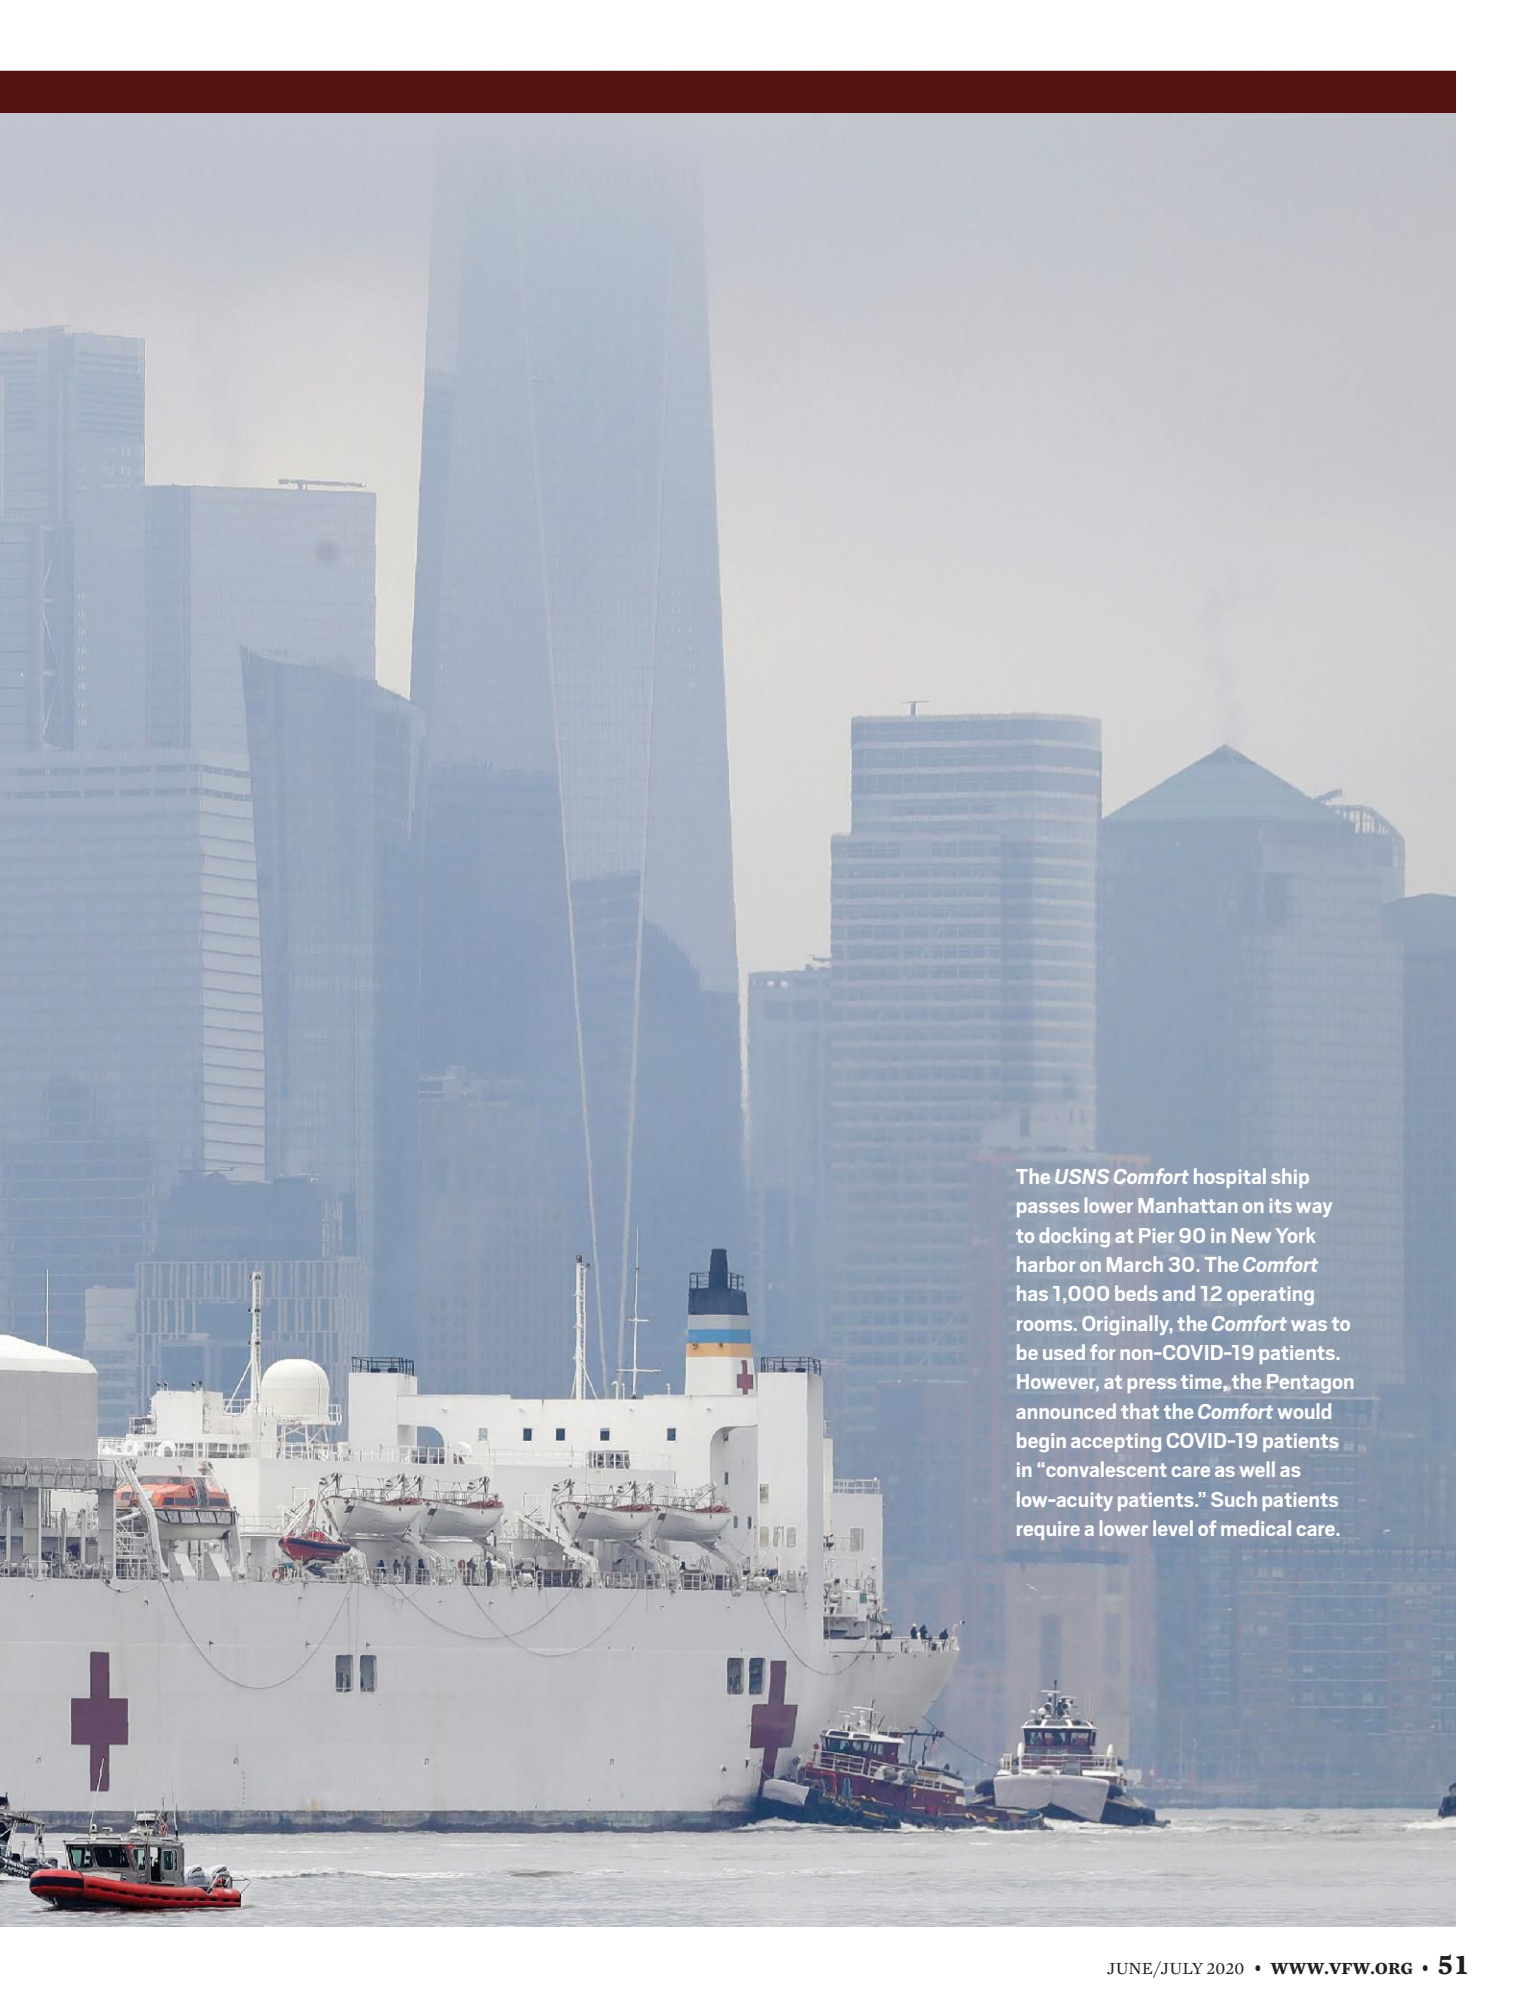 The USNS Comfort hospital ship
passes lower Manhattan on its way
to docking at Pier 90 in New York
harbor on March 30. The Comfort
has 1,000 beds and 12 operating
rooms. Originally, the Comfort was to
be used for non-COVID-19 patients.
However, at press time, the Pentagon
announced that the Comfort would
begin accepting COVID-19 patients
in “convalescent care as well as
low-acuity patients.” Such patients
require a lower level of medical care.
JUNE/JULY 2020 • WWW.VFW.ORG • 51